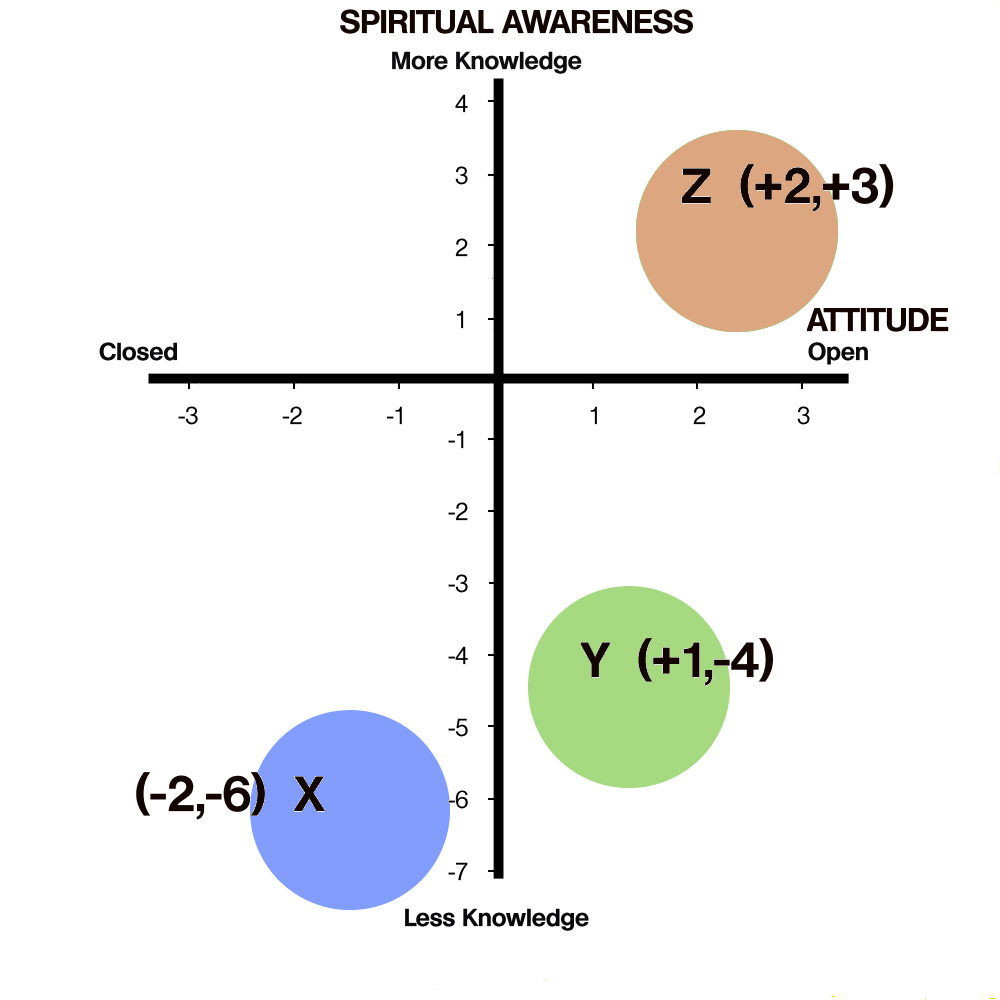 SPIRITUAL AWARENESS
More Knowledge
4
3
Z (+2,+3)
2
1
ATTITUDE
Closed
Open
-3 -2 -1 1 2 3
-1
-2
-3
-4
Y (+1,-4)
-5
(-2,-6) X
-6
-7
Less Knowledge